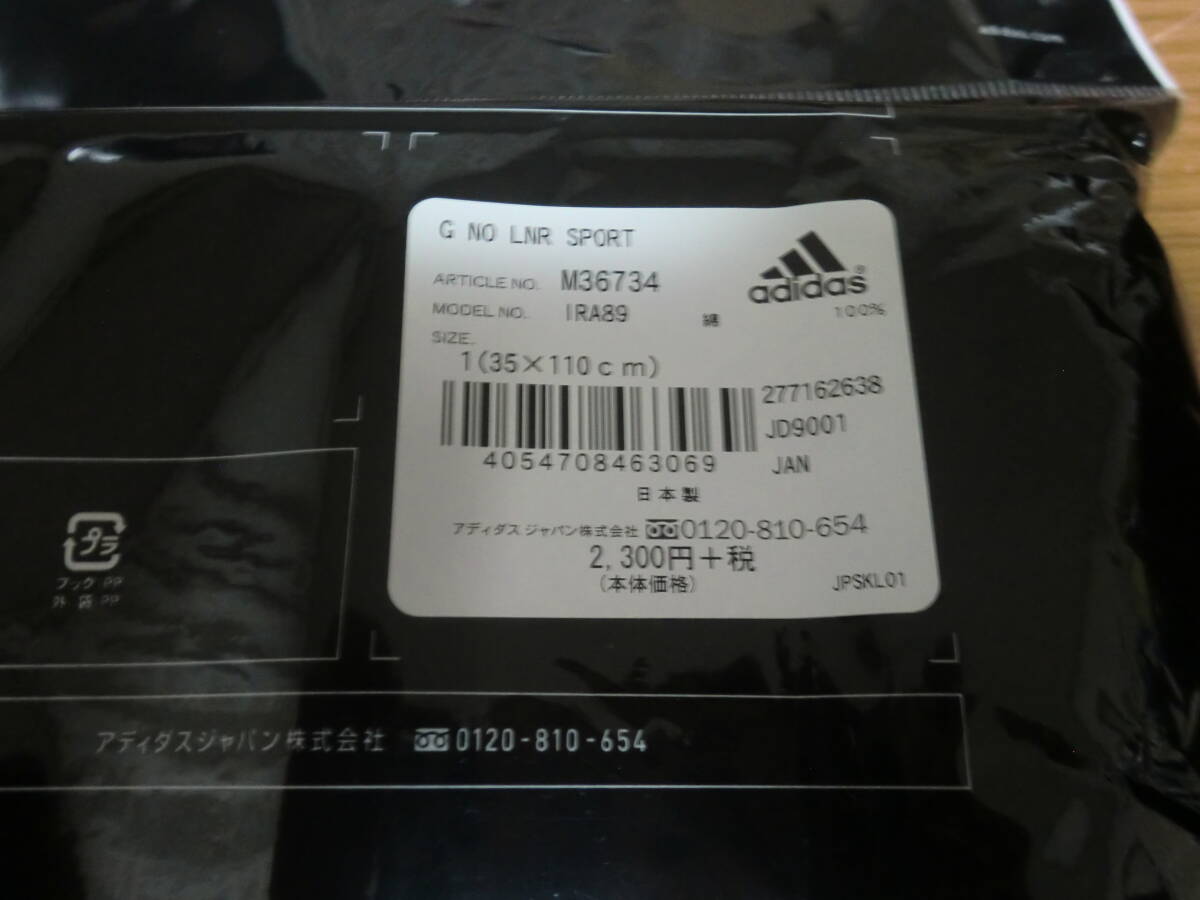 adidas.com
G NO LNR SPORT
adidas®
ARTICLE NO. M36734
MODEL NO. IRA89 綿 100%
SIZE.
1(35×110cm)
277162638
JD9001
4054708463069 JAN
日本製
アディダス ジャパン株式会社 0120-810-654
2,300円+税
(本体価格)
JPSKL01
プラ
フック PP
外袋 PP
アディダスジャパン株式会社 0120-810-654